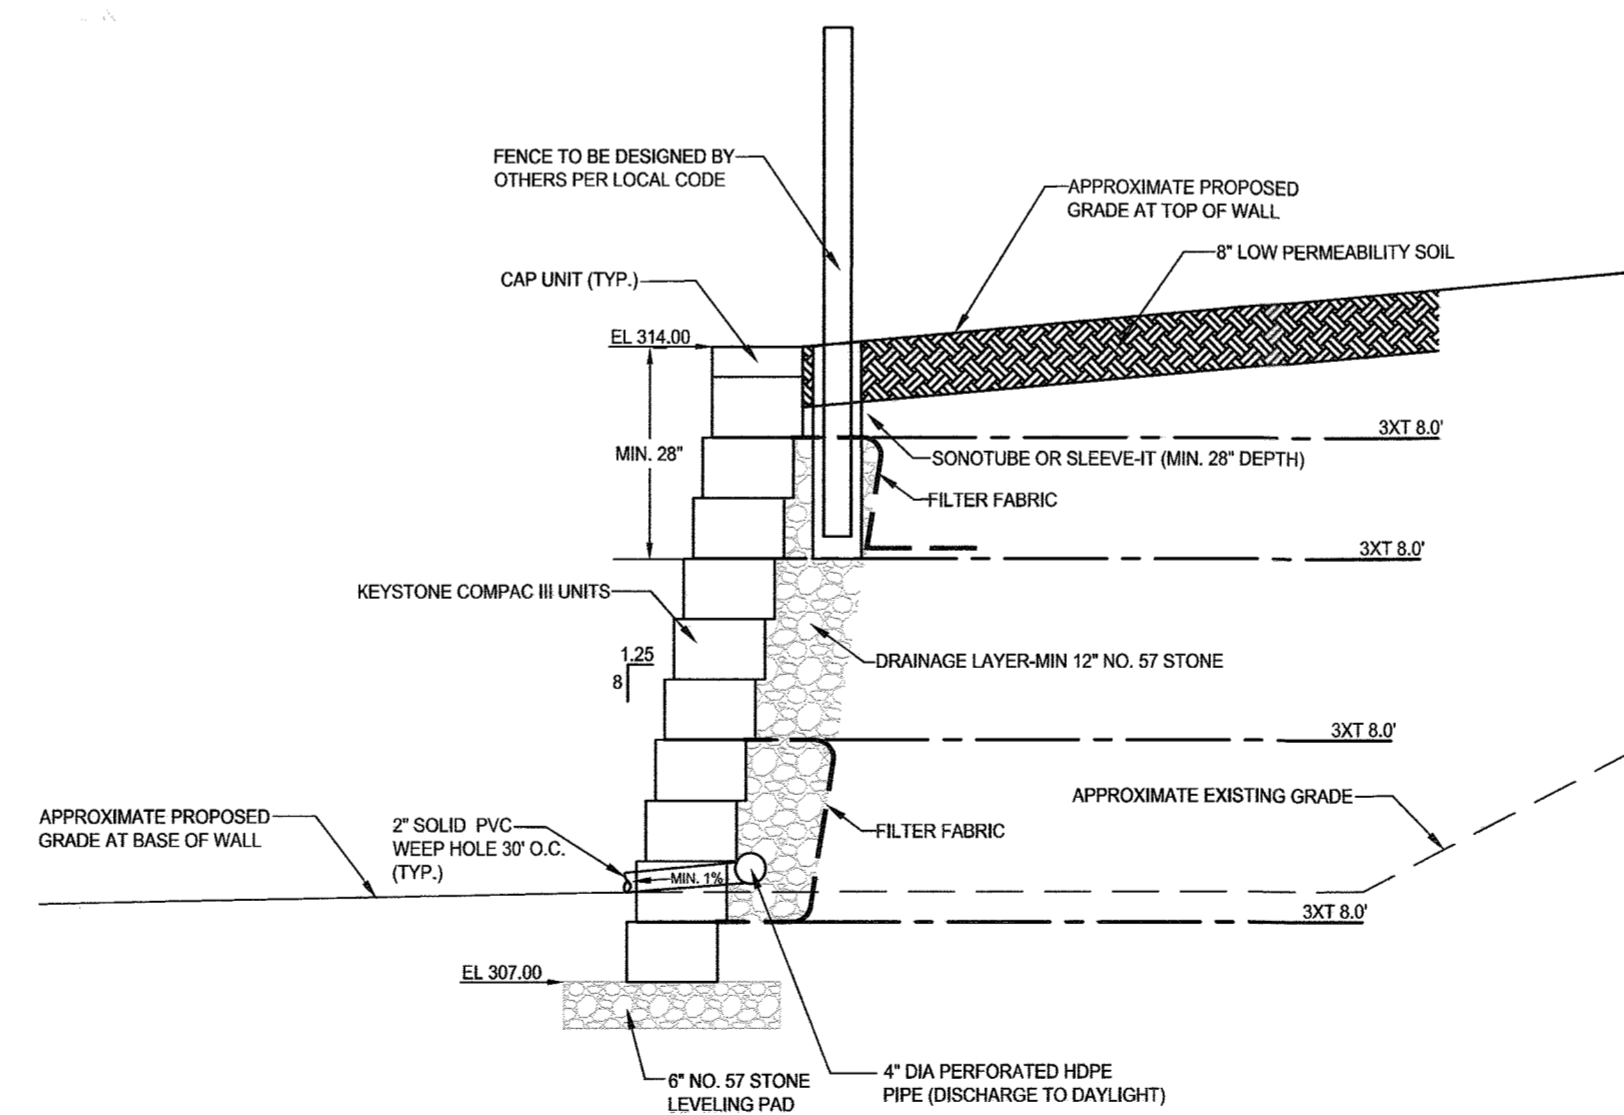 FENCE TO BE DESIGNED BY
OTHERS PER LOCAL CODE
APPROXIMATE PROPOSED
GRADE AT TOP OF WALL
8" LOW PERMEABILITY SOIL
CAP UNIT (TYP.)
EL 314.00
3XT 8.0'
MIN. 28"
SONOTUBE OR SLEEVE-IT (MIN. 28" DEPTH)
FILTER FABRIC
3XT 8.0'
KEYSTONE COMPAC III UNITS
1.25
8
DRAINAGE LAYER-MIN 12" NO. 57 STONE
3XT 8.0'
APPROXIMATE EXISTING GRADE
APPROXIMATE PROPOSED
GRADE AT BASE OF WALL
2" SOLID PVC
WEEP HOLE 30' O.C.
(TYP.)
FILTER FABRIC
MIN. 1%
3XT 8.0'
EL 307.00
6" NO. 57 STONE
LEVELING PAD
4" DIA PERFORATED HDPE
PIPE (DISCHARGE TO DAYLIGHT)